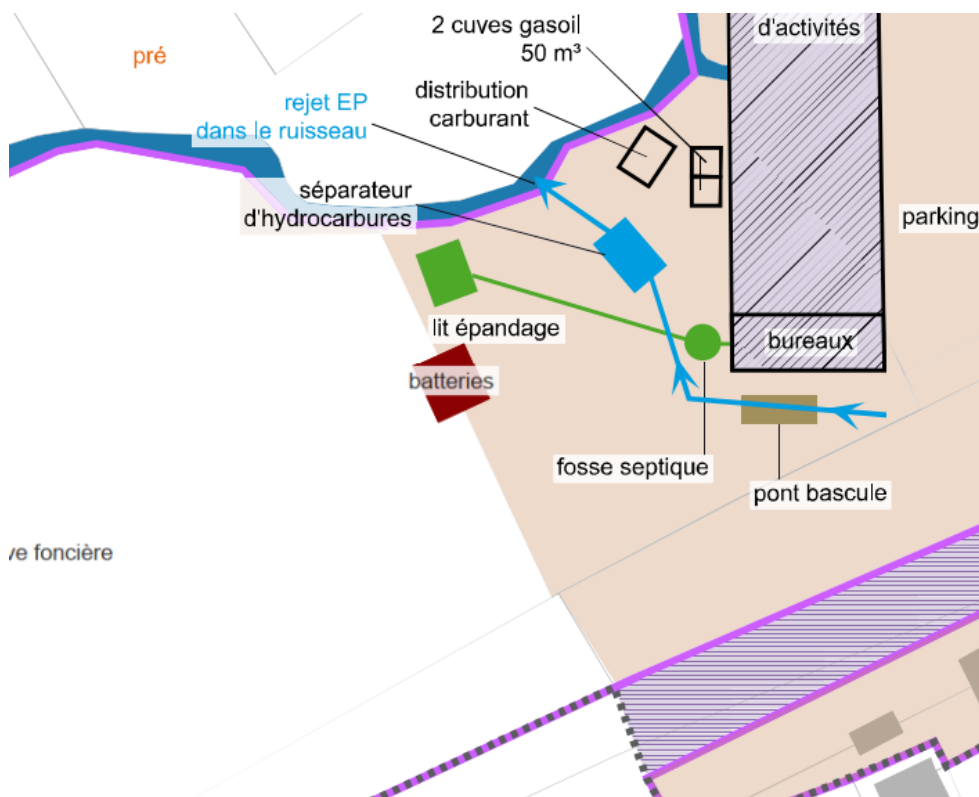 d'activités
2 cuves gasoil
50 m³
pré
distribution
carburant
rejet EP
dans le ruisseau
séparateur
d'hydrocarbures
parking
lit épandage
bureaux
batteries
fosse septique
pont bascule
ve foncière